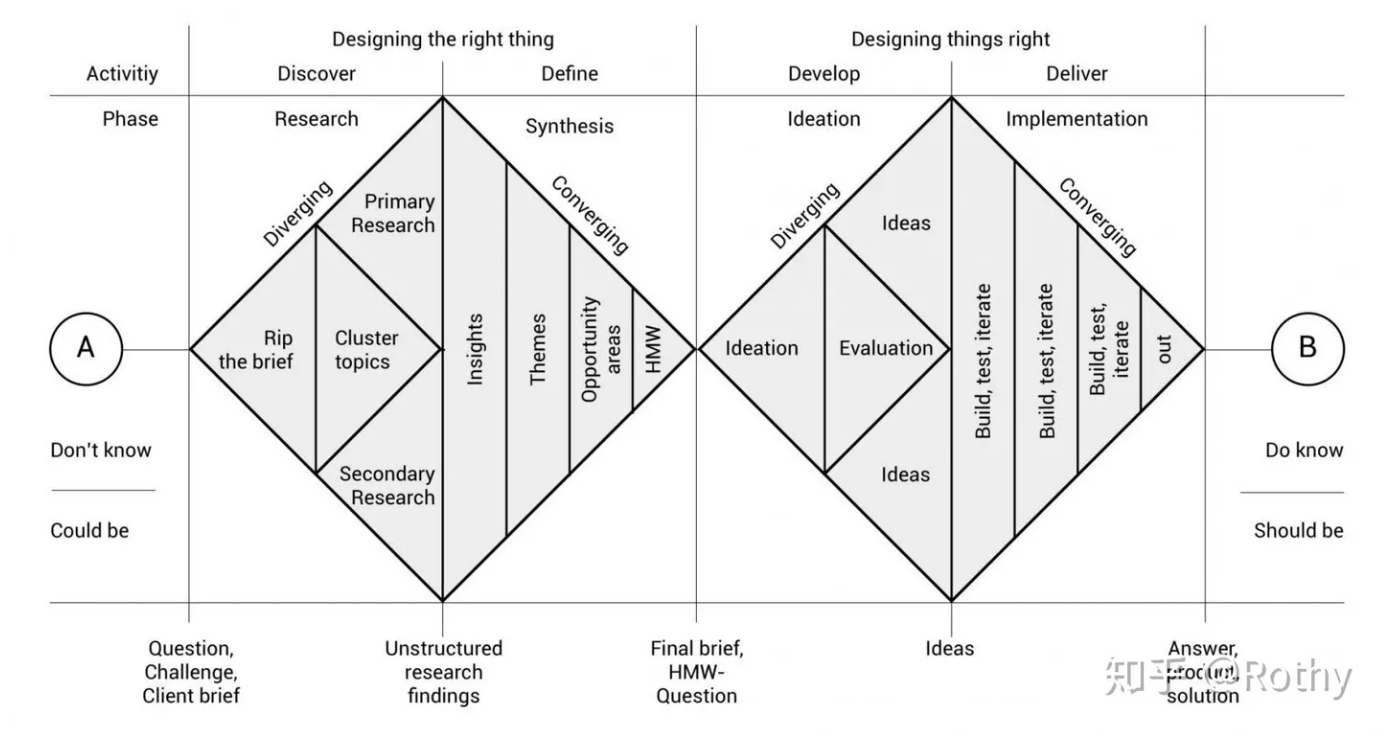 Designing the right thing
Designing things right
Activitiy
Discover
Define
Develop
Deliver
Phase
Research
Synthesis
Ideation
Implementation
Diverging
Primary
Research
Converging
Rip
the brief
Cluster
topics
Secondary
Research
Insights
Themes
Opportunity
areas
HMW
Diverging
Ideas
Converging
Ideation
Evaluation
Ideas
Build, test, iterate
Build, test, iterate
Build, test,
iterate
out
A
B
Don't know
Could be
Do know
Should be
Question,
Challenge,
Client brief
Unstructured
research
findings
Final brief,
HMW-
Question
Ideas
Answer,
product,
solution
知乎 @Rothy